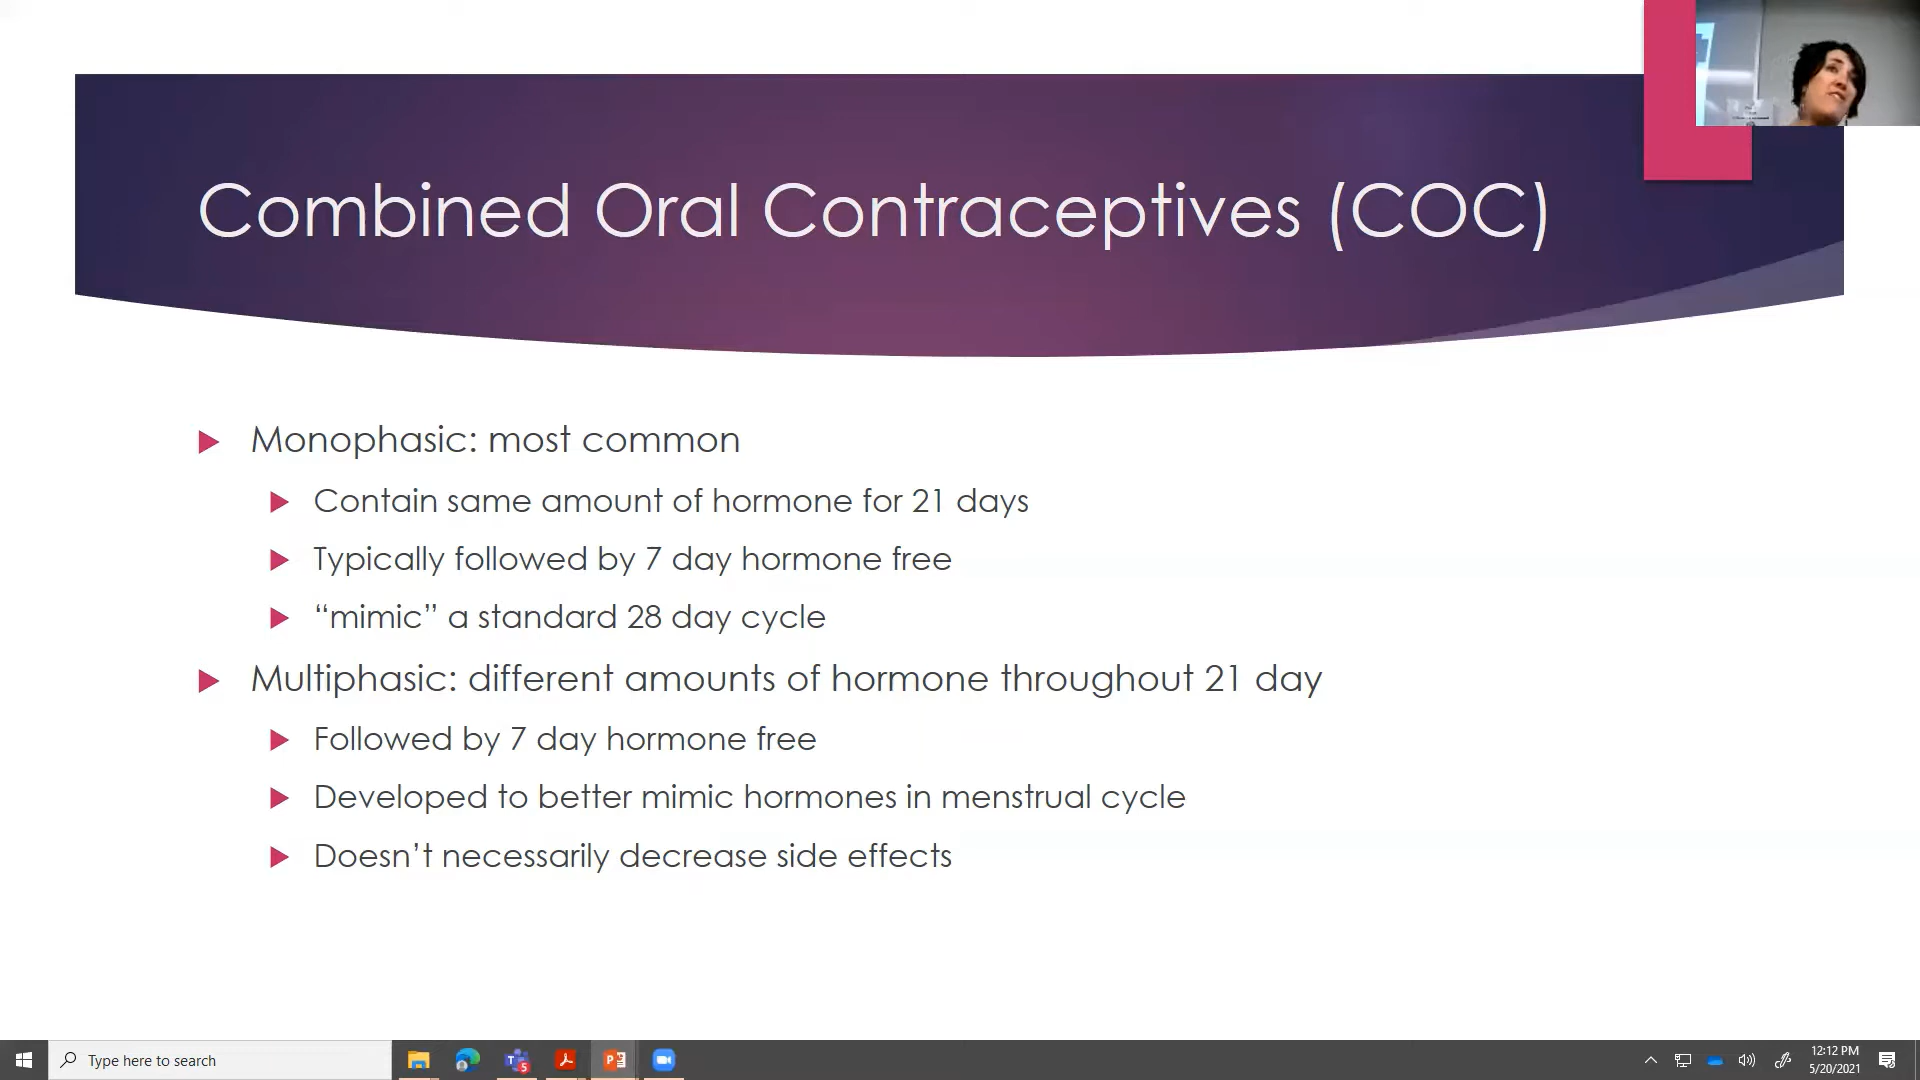 Combined Oral Contraceptives (COC)
Monophasic: most common
Contain same amount of hormone for 21 days
Typically followed by 7 day hormone free
“mimic” a standard 28 day cycle
Multiphasic: different amounts of hormone throughout 21 day
Followed by 7 day hormone free
Developed to better mimic hormones in menstrual cycle
Doesn’t necessarily decrease side effects
Type here to search
5
12:12 PM
5/20/2021